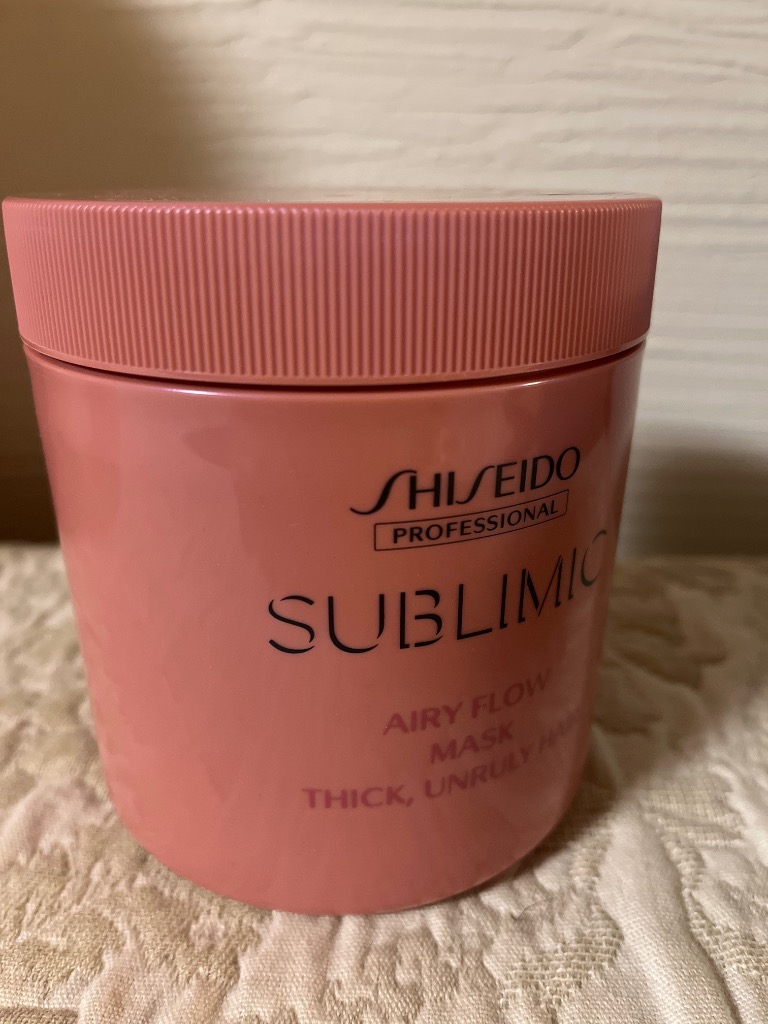 SHISEIDO
PROFESSIONAL
SUBLIMIC
AIRY FLOW
MASK
THICK, UNRULY HAIR